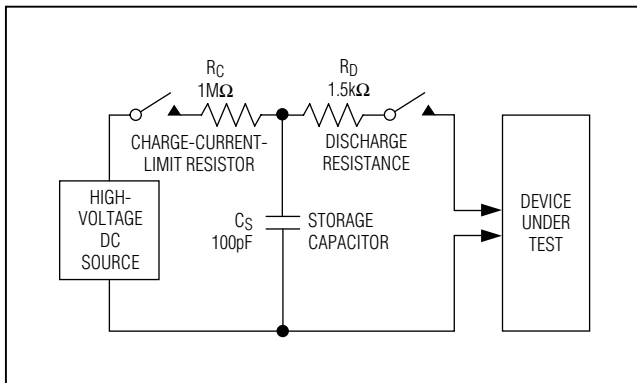 RC
1MΩ
RD
1.5kΩ
CHARGE-CURRENT-
LIMIT RESISTOR
DISCHARGE
RESISTANCE
HIGH-
VOLTAGE
DC
SOURCE
CS
100pF
STORAGE
CAPACITOR
DEVICE
UNDER
TEST